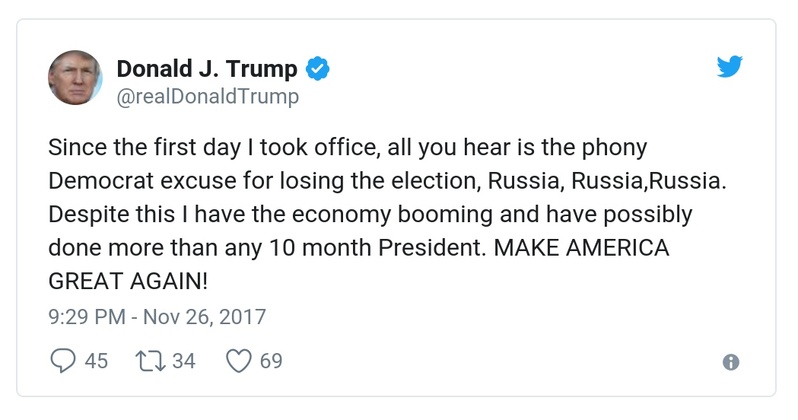 Donald J. Trump
@realDonaldTrump
Since the first day I took office, all you hear is the phony
Democrat excuse for losing the election, Russia, Russia,Russia.
Despite this I have the economy booming and have possibly
done more than any 10 month President. MAKE AMERICA
GREAT AGAIN!
9:29 PM - Nov 26, 2017
45 34 69